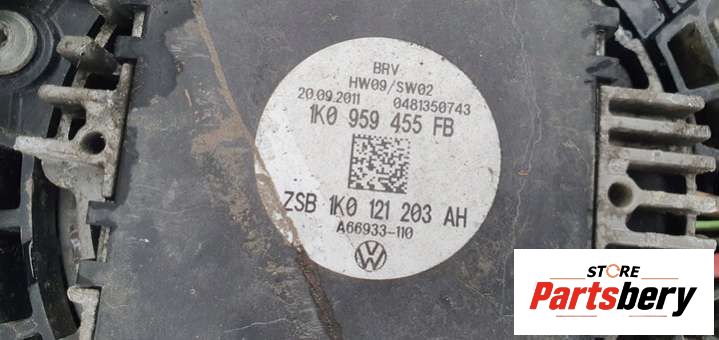 BRV
HW09/SW02
20.09.2011 0481350743
1K0 959 455 FB
ZSB 1K0 121 203 AH
A66933-110
VW
STORE
Partsbery